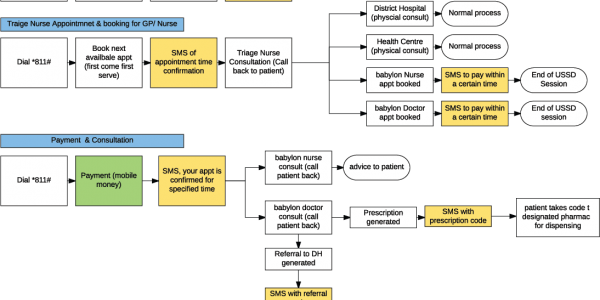 Traige Nurse Appointmnet & booking for GP/ Nurse
Dial *811#
Book next
availbale appt
(first come first
serve)
SMS of
appointment time
confirmation
Triage Nurse
Consultation (Call
back to patient)
District Hospital
(physcial consult)
Normal process
Health Centre
(physcial consult)
Normal process
babylon Nurse
appt booked
SMS to pay within
a certain time
End of USSD
Session
babylon Doctor
appt booked
SMS to pay within
a certain time
End of USSD
session
Payment & Consultation
Dial *811#
Payment (mobile
money)
SMS, your appt is
confirmed for
specified time
babylon nurse
consult (call
patient back)
advice to patient
babylon doctor
consult (call
patient back)
Prescription
generated
SMS with
prescription code
patient takes code t
designated pharmac
for dispensing
Referral to DH
generated
SMS with referral